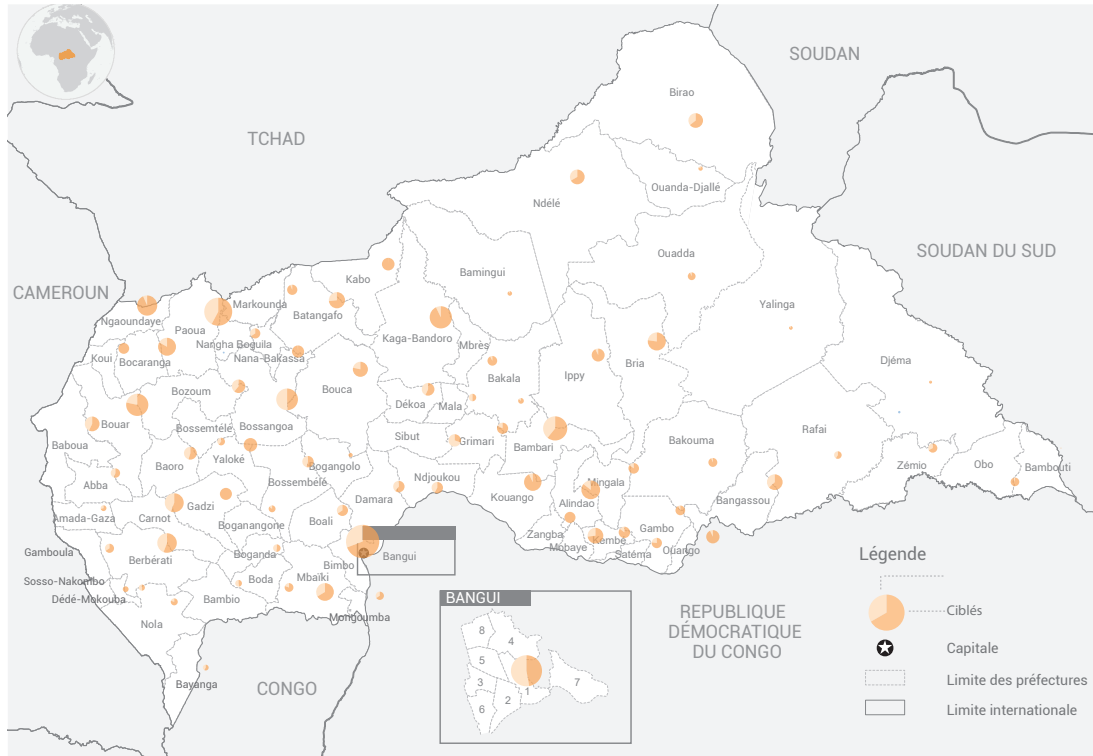 SOUDAN
Birao
TCHAD
Ouanda-Djallé
Ndélé
SOUDAN DU SUD
Ouadda
Kabo
Bamingui
CAMEROUN
Markounda
Batangafo
Yalinga
Ngaoundaye
Paoua
Kaga-Bandoro
Nangha Boguila
Mbrès
Koui
Bocaranga
Nana-Bakassa
Bria
Djéma
Ippy
Bakala
Bouca
Bozoum
Dékoa
Mala
Bouar
Bossangoa
Rafai
Bossemtélé
Sibut
Grimari
Bakouma
Baboua
Bambari
Yaloké
Baoro
Bogangolo
Zémio
Obo
Bambouti
Abba
Bossembélé
Ndjoukou
Mingala
Kouango
Damara
Bangassou
Alindao
Gadzi
Amada-Gaza
Carnot
Boganangone
Boali
Gambo
Zangba
Kembé
Mobaye
Satéma
Ouango
Gamboula
Boganda
Bangui
Berbérati
Bimbo
Légende
Sosso-Nakombo
Boda
Mbaïki
Dédé-Mokouba
Bambio
BANGUI
Ciblés
Mongoumba
REPUBLIQUE
DÉMOCRATIQUE
DU CONGO
Nola
8
4
5
Capitale
3
1
7
2
6
Bayanga
CONGO
Limite des préfectures
Limite internationale